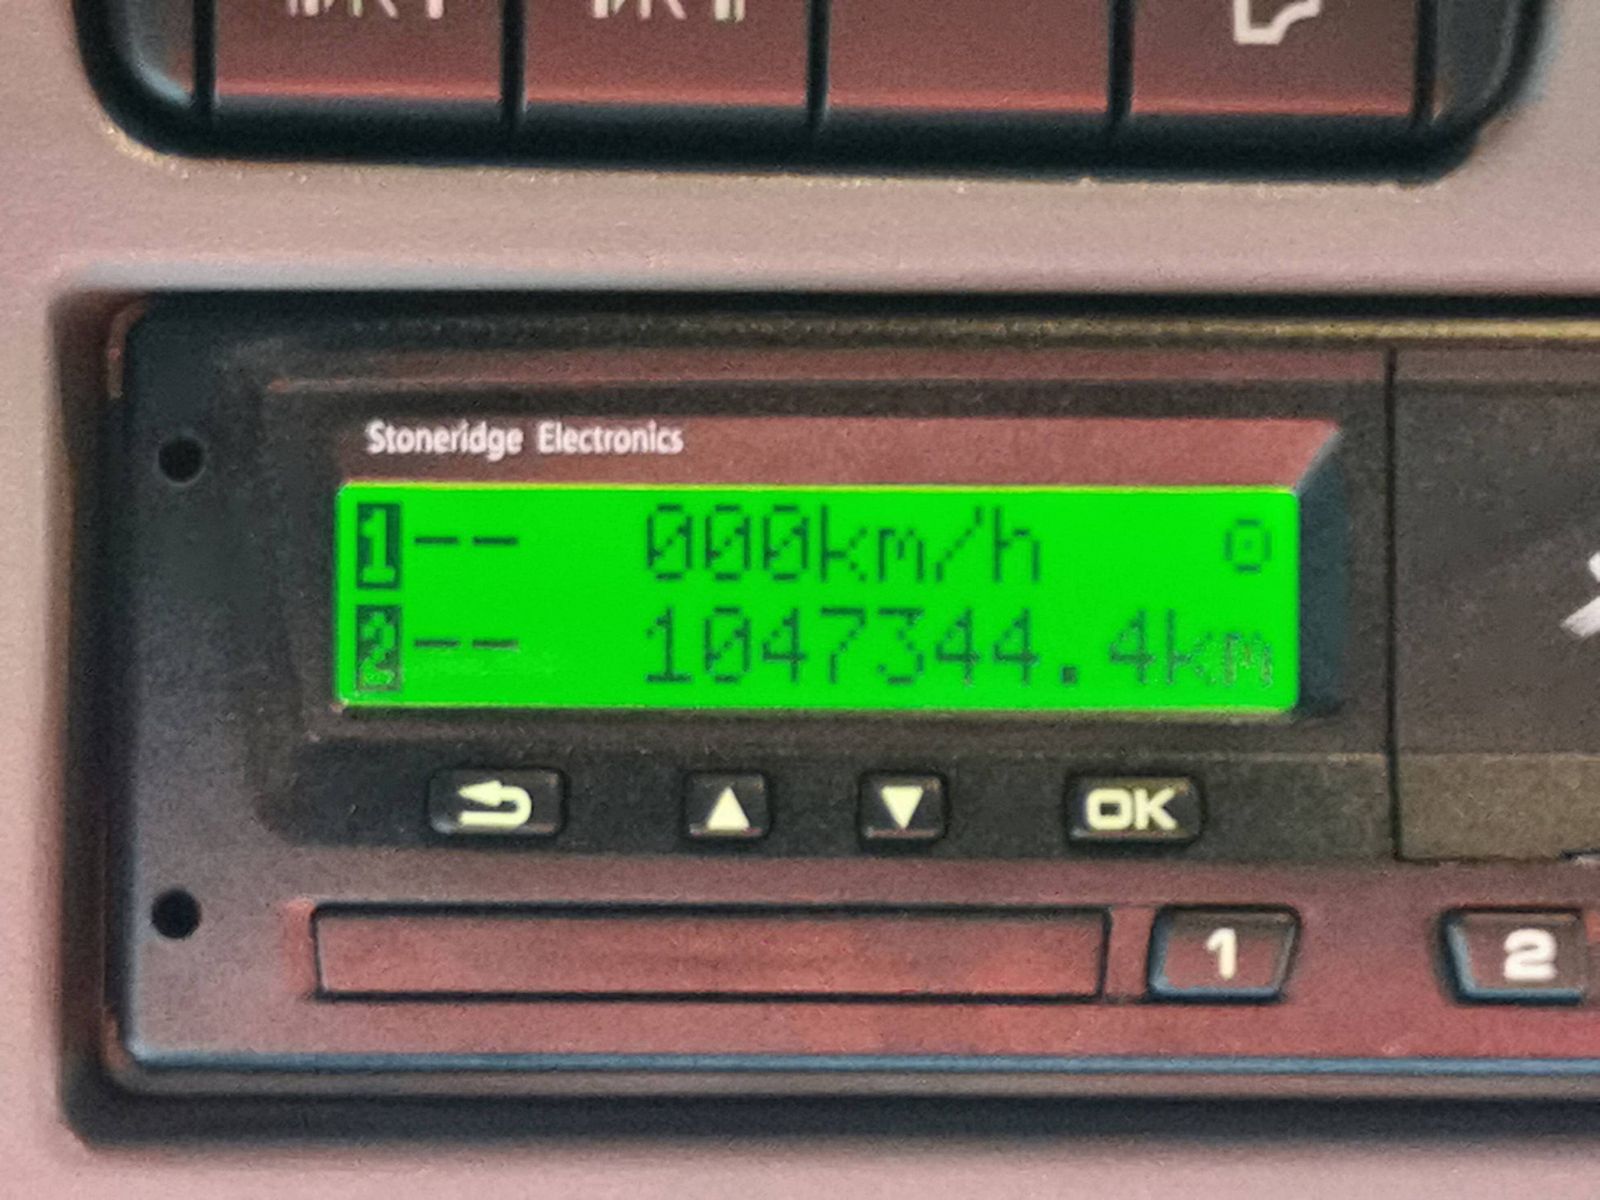 Stoneridge Electronics
1-- 000km/h
2-- 1047344.4km
OK
1 2